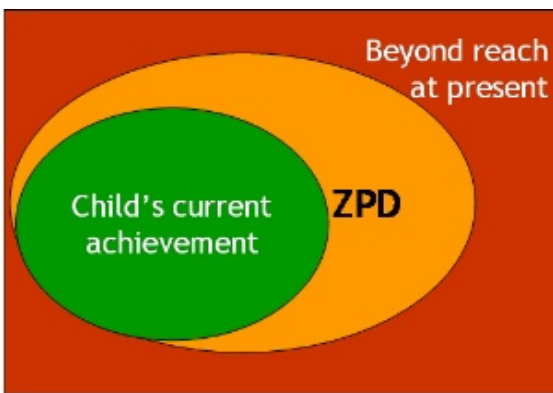 Beyond reach
at present
Child's current
achievement
ZPD